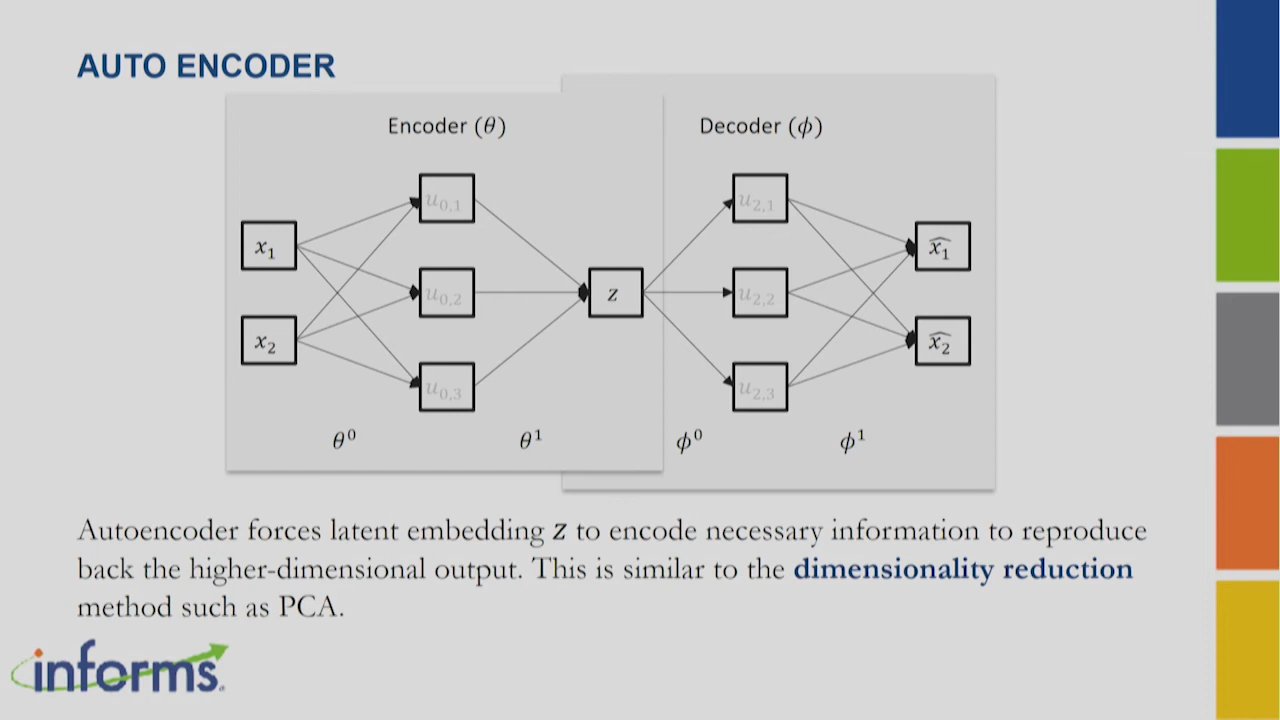 AUTO ENCODER
Encoder (θ)
Decoder (ϕ)
x₁
x₂
u₀,₁
u₀,₂
u₀,₃
z
u₂,₁
u₂,₂
u₂,₃
x̂₁
x̂₂
θ⁰
θ¹
ϕ⁰
ϕ¹
Autoencoder forces latent embedding z to encode necessary information to reproduce
back the higher-dimensional output. This is similar to the dimensionality reduction
method such as PCA.
informs